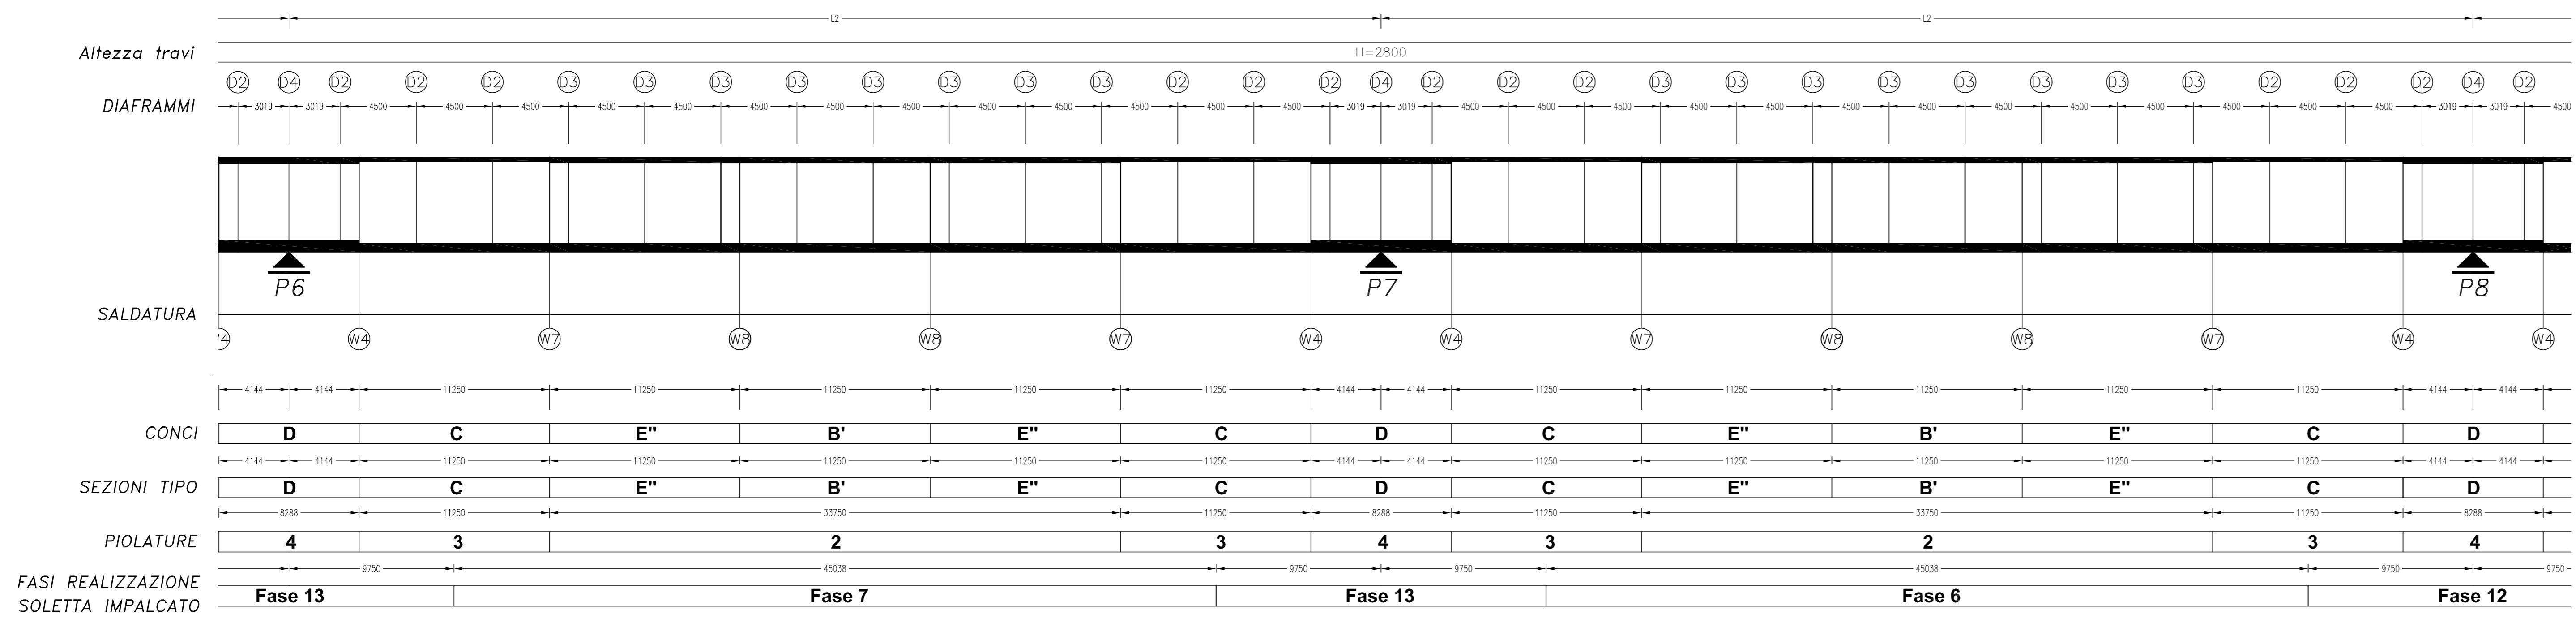 L2 L2
Altezza travi H=2800
D2 D4 D2 D2 D2 D3 D3 D3 D3 D3 D3 D3 D3 D2 D2 D2 D4 D2 D2 D2 D3 D3 D3 D3 D3 D3 D3 D3 D2 D2 D2 D4 D2
DIAFRAMMI 3019 3019 4500 4500 4500 4500 4500 4500 4500 4500 4500 4500 4500 4500 4500 3019 3019 4500 4500 4500 4500 4500 4500 4500 4500 4500 4500 4500 4500 4500 3019 3019 4500
P6 P7 P8
SALDATURA
W4 W7 W8 W8 W7 W4 W4 W7 W8 W8 W7 W4 W4
4144 4144 11250 11250 11250 11250 11250 4144 4144 11250 11250 11250 11250 11250 4144 4144
CONCI D C E" B' E" C D C E" B' E" C D
4144 4144 11250 11250 11250 11250 11250 4144 4144 11250 11250 11250 11250 11250 4144 4144
SEZIONI TIPO D C E" B' E" C D C E" B' E" C D
8288 11250 33750 11250 8288 11250 33750 11250 8288
PIOLATURE 4 3 2 3 4 3 2 3 4
9750 45038 9750 9750 45038 9750 9750
FASI REALIZZAZIONE
SOLETTA IMPALCATO Fase 13 Fase 7 Fase 13 Fase 6 Fase 12